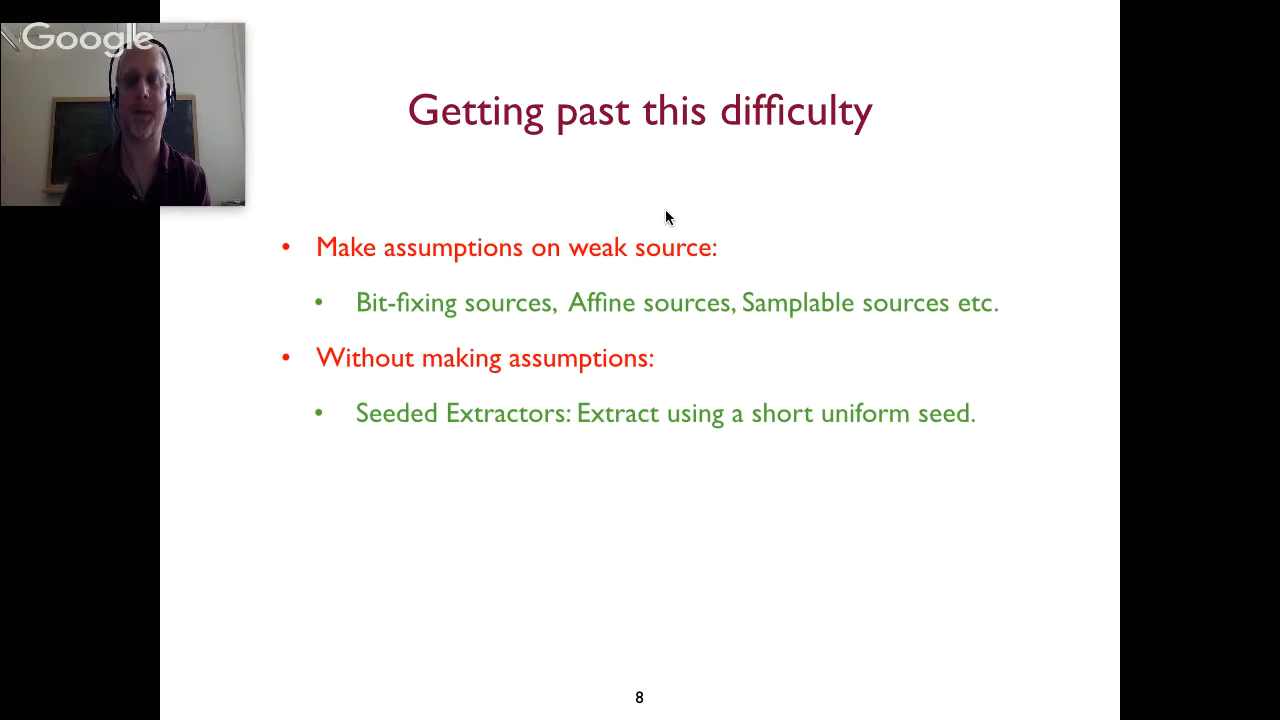 Google
Getting past this difficulty
• Make assumptions on weak source:
• Bit-fixing sources, Affine sources, Samplable sources etc.
• Without making assumptions:
• Seeded Extractors: Extract using a short uniform seed.
8